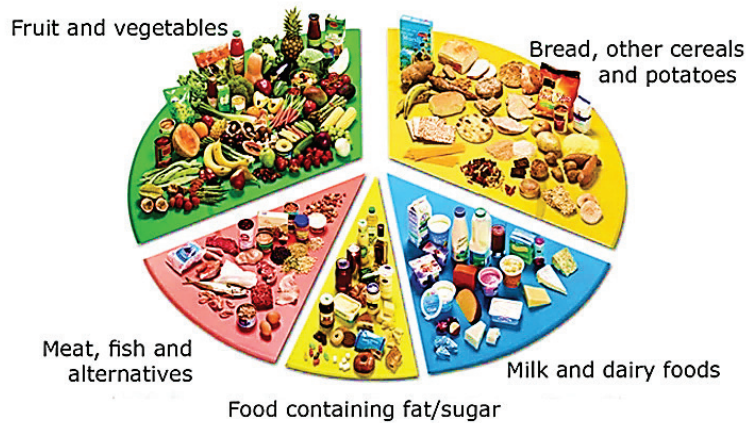 Fruit and vegetables
Bread, other cereals
and potatoes
Meat, fish and
alternatives
Milk and dairy foods
Food containing fat/sugar